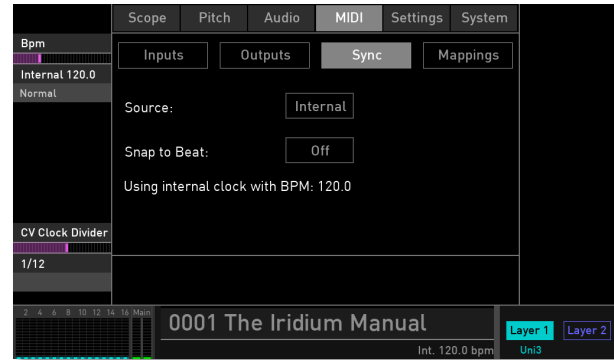 Scope Pitch Audio MIDI Settings System
Bpm
Inputs Outputs Sync Mappings
Internal 120.0
Normal
Source: Internal
Snap to Beat: Off
Using internal clock with BPM: 120.0
CV Clock Divider
1/12
2 4 6 8 10 12 14 16 Main
0001 The Iridium Manual
Layer 1 Layer 2
Int. 120.0 bpm Uni3